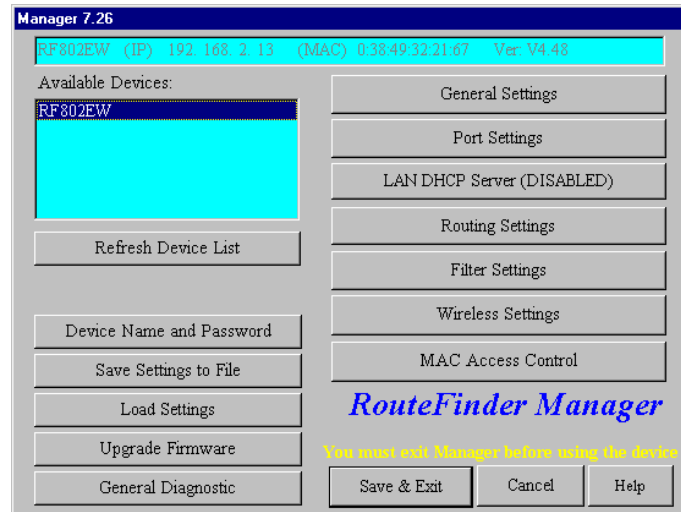 Manager 7.26
RF802EW (IP) 192. 168. 2. 13 (MAC) 0:38:49:32:21:67 Ver: V4.48
Available Devices:
RF802EW
Refresh Device List
Device Name and Password
Save Settings to File
Load Settings
Upgrade Firmware
General Diagnostic
General Settings
Port Settings
LAN DHCP Server (DISABLED)
Routing Settings
Filter Settings
Wireless Settings
MAC Access Control
RouteFinder Manager
You must exit Manager before using the device
Save & Exit
Cancel
Help